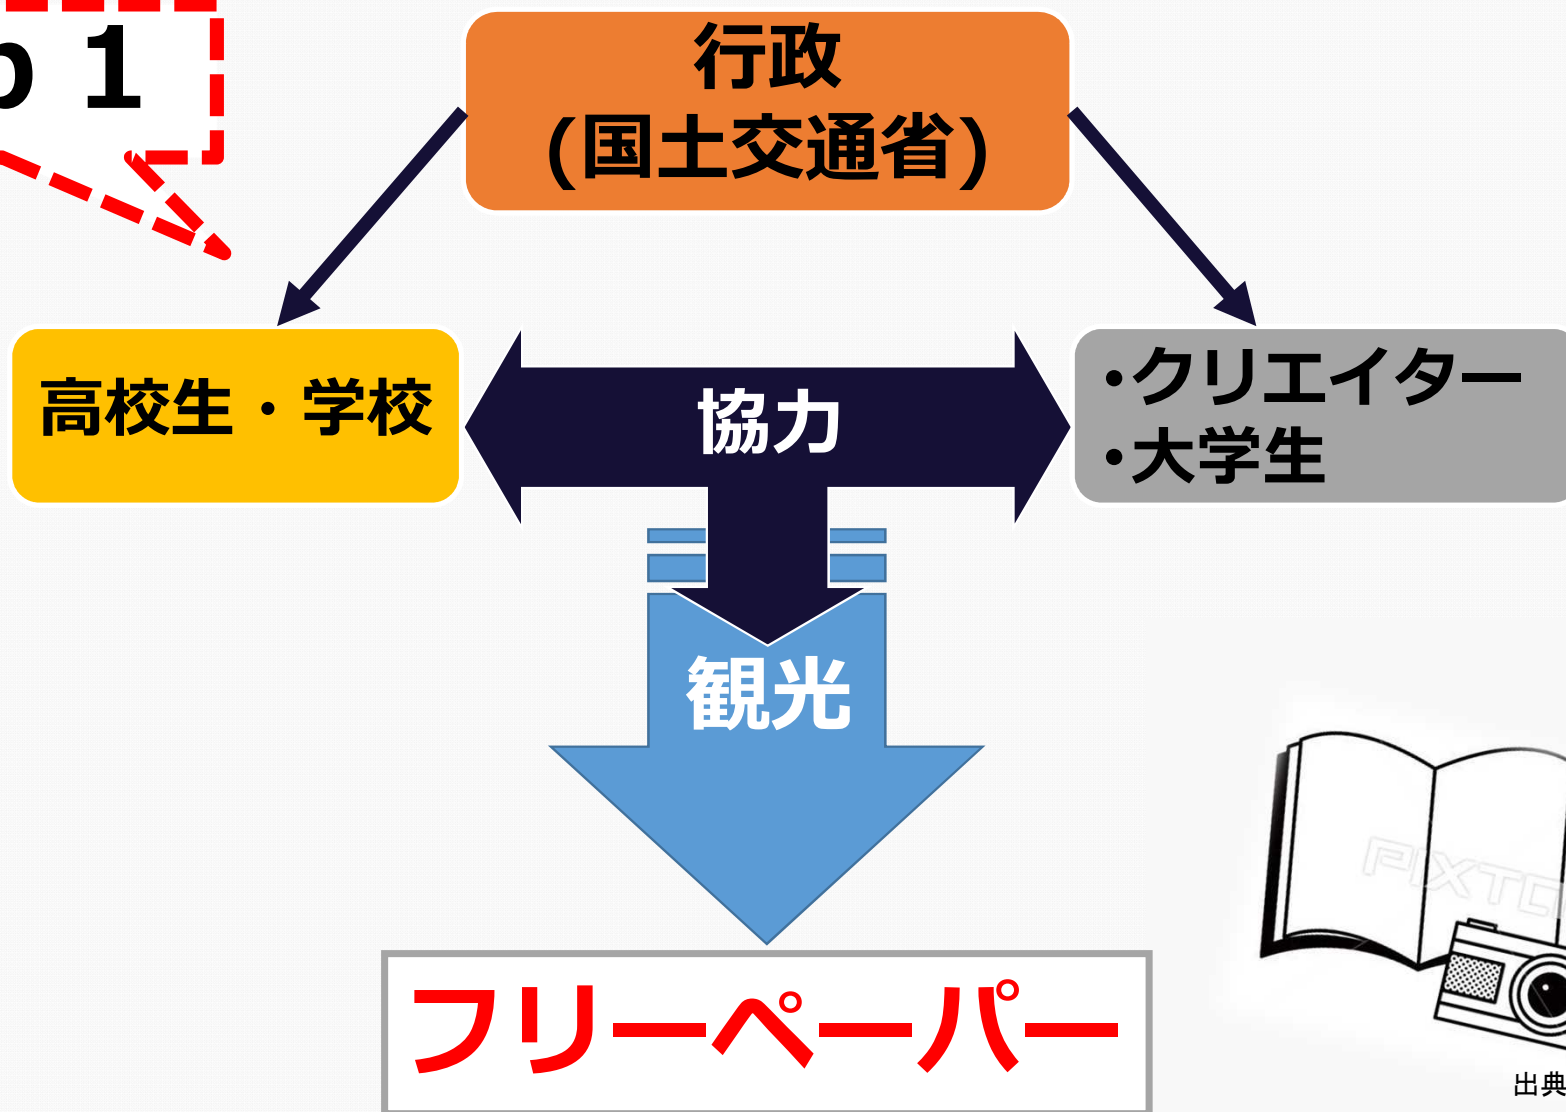 p 1
行政
(国土交通省)
高校生・学校
協力
・クリエイター
・大学生
観光
フリーペーパー
出典